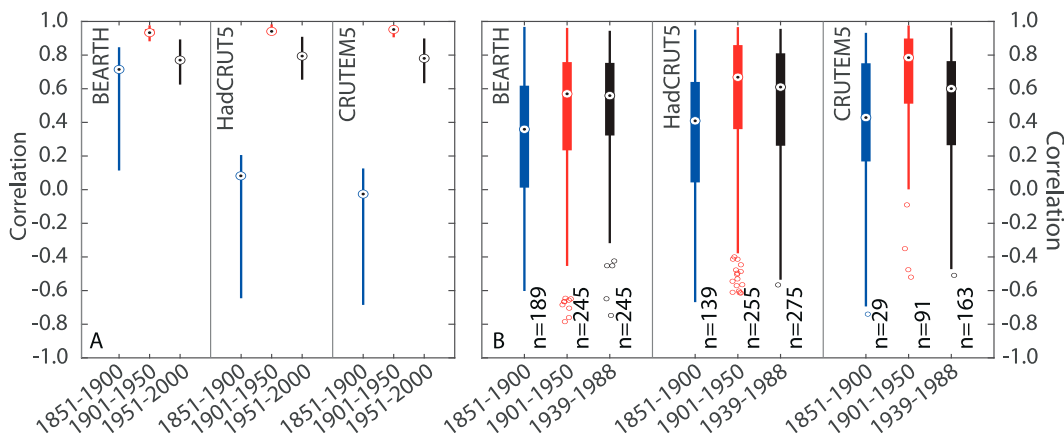 Correlation
1.0
0.8
0.6
0.4
0.2
0.0
-0.2
-0.4
-0.6
-0.8
-1.0
BEARTH
HadCRUT5
CRUTEM5
A
1851-1900
1901-1950
1951-2000
1851-1900
1901-1950
1951-2000
1851-1900
1901-1950
1951-2000
BEARTH
HadCRUT5
CRUTEM5
B
n=189
n=245
n=245
n=139
n=255
n=275
n=29
n=91
n=163
1851-1900
1901-1950
1939-1988
1851-1900
1901-1950
1939-1988
1851-1900
1901-1950
1939-1988
1.0
0.8
0.6
0.4
0.2
0.0
-0.2
-0.4
-0.6
-0.8
-1.0
Correlation